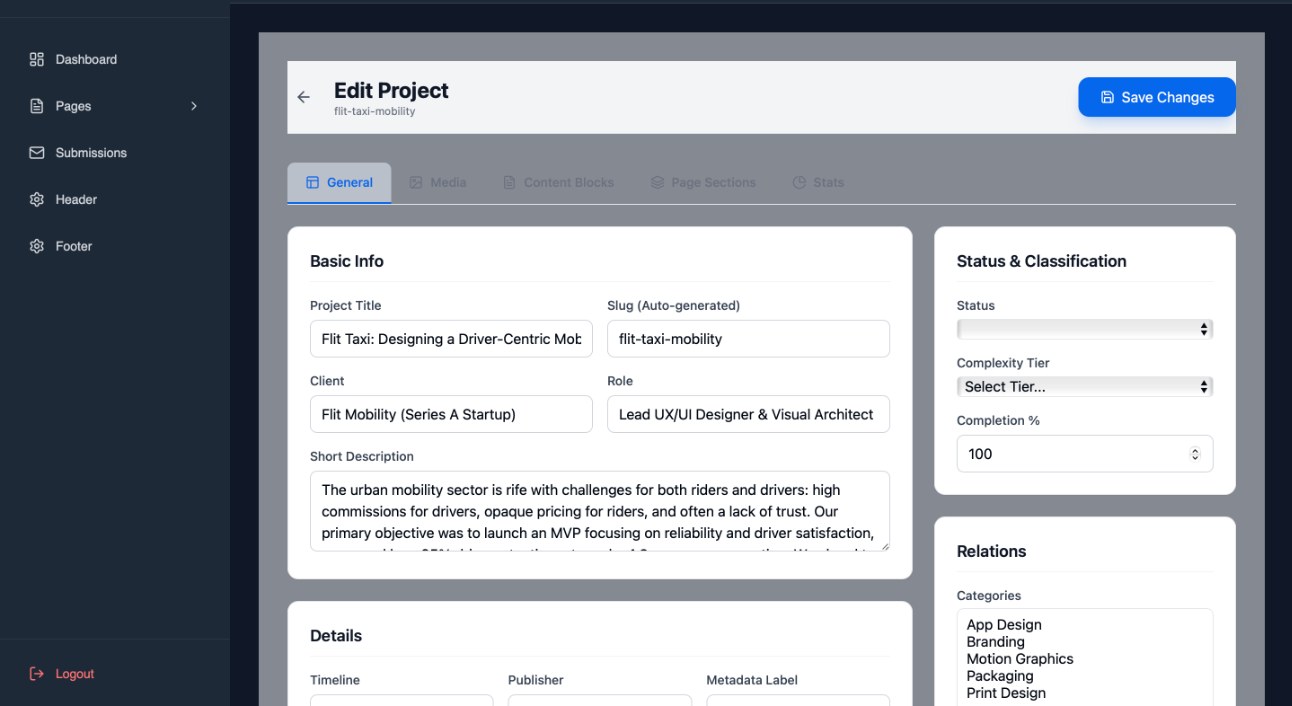 Dashboard
Pages
Submissions
Header
Footer
Logout
Edit Project
flit-taxi-mobility
Save Changes
General
Media
Content Blocks
Page Sections
Stats
Basic Info
Project Title
Slug (Auto-generated)
Flit Taxi: Designing a Driver-Centric Mob
flit-taxi-mobility
Client
Role
Flit Mobility (Series A Startup)
Lead UX/UI Designer & Visual Architect
Short Description
The urban mobility sector is rife with challenges for both riders and drivers: high
commissions for drivers, opaque pricing for riders, and often a lack of trust. Our
primary objective was to launch an MVP focusing on reliability and driver satisfaction,
Details
Timeline
Publisher
Metadata Label
Status & Classification
Status
Complexity Tier
Select Tier...
Completion %
100
Relations
Categories
App Design
Branding
Motion Graphics
Packaging
Print Design